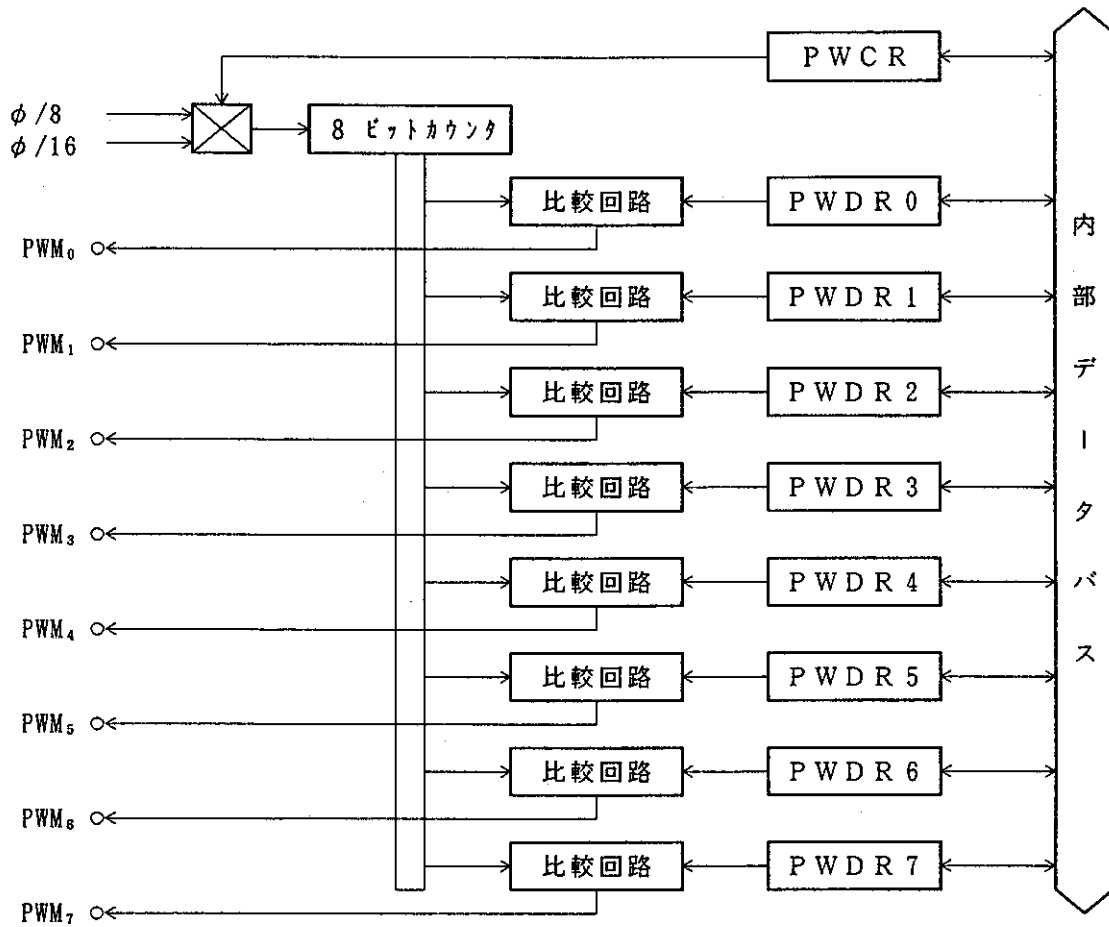 PWCR
φ/8
φ/16
8 ビットカウンタ
比較回路
PWDR0
PWM₀
比較回路
PWDR1
PWM₁
比較回路
PWDR2
PWM₂
比較回路
PWDR3
PWM₃
比較回路
PWDR4
PWM₄
比較回路
PWDR5
PWM₅
比較回路
PWDR6
PWM₆
比較回路
PWDR7
PWM₇
内部データバス